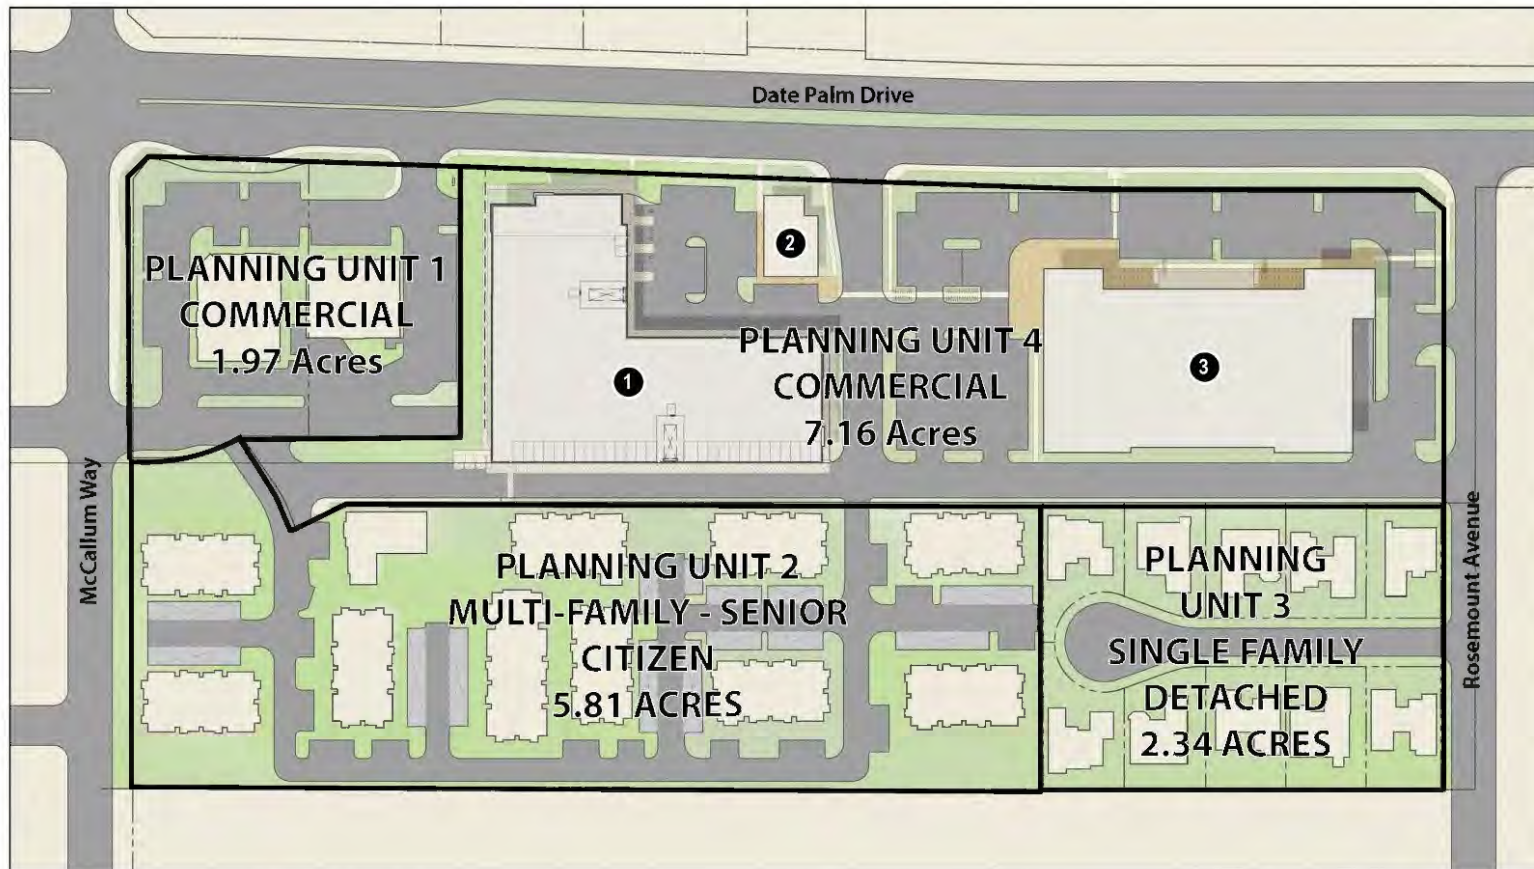 Date Palm Drive
PLANNING UNIT 1
COMMERCIAL
1.97 Acres
2
PLANNING UNIT 4
COMMERCIAL
7.16 Acres
1
3
McCallum Way
Rosemount Avenue
PLANNING UNIT 2
MULTI-FAMILY - SENIOR
CITIZEN
5.81 ACRES
PLANNING
UNIT 3
SINGLE FAMILY
DETACHED
2.34 ACRES